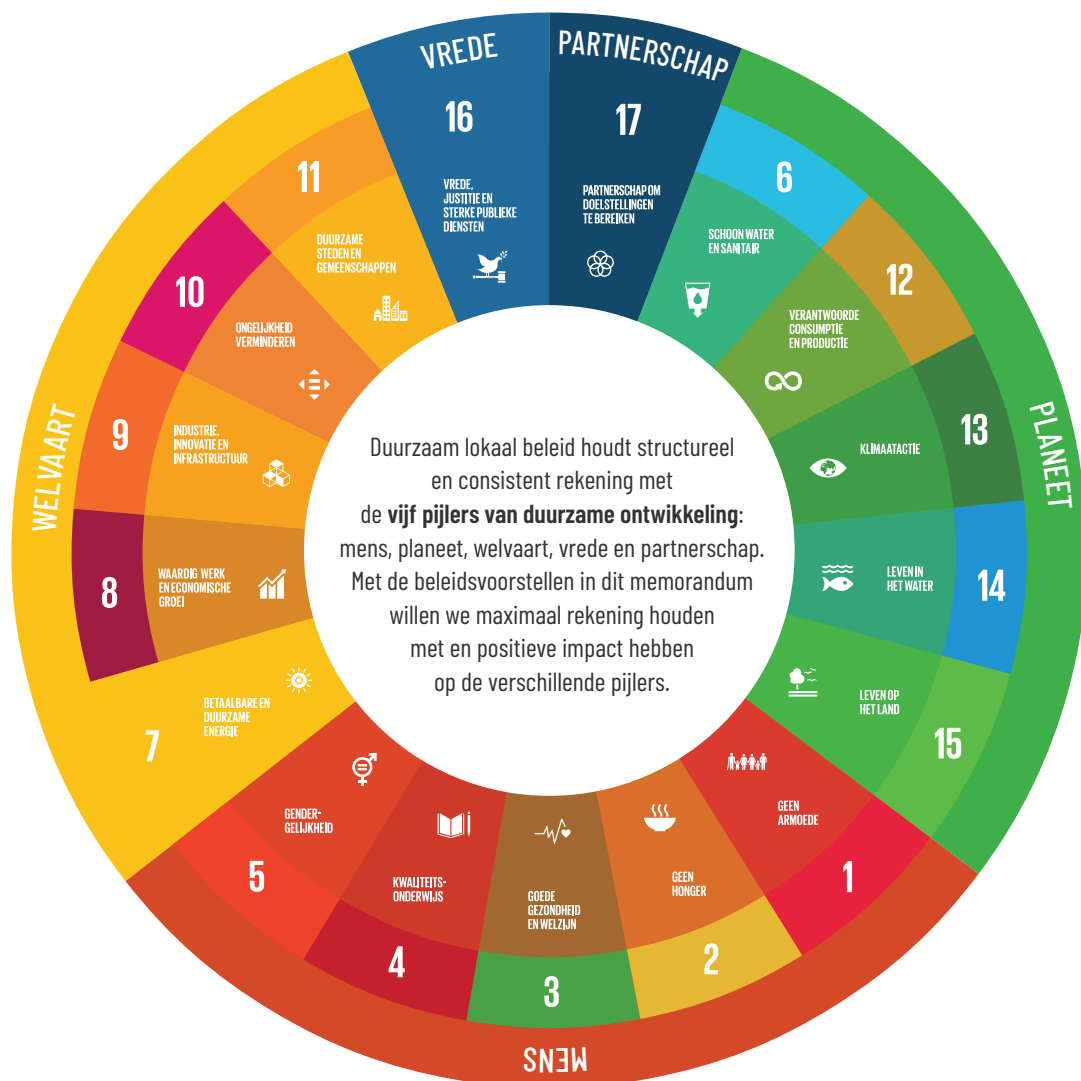 VREDE
16
VREDE,
JUSTITIE EN
STERKE PUBLIEKE
DIENSTEN
PARTNERSCHAP
17
PARTNERSCHAP OM
DOELSTELLINGEN
TE BEREIKEN
PLANEET
6
SCHOON WATER
EN SANITAIR
12
VERANTWOORDE
CONSUMPTIE
EN PRODUCTIE
13
KLIMAATACTIE
14
LEVEN IN
HET WATER
15
LEVEN OP
HET LAND
MENS
1
GEEN
ARMOEDE
2
GEEN
HONGER
3
GOEDE
GEZONDHEID
EN WELZIJN
4
KWALITEITS-
ONDERWIJS
5
GENDER-
GELIJKHEID
WELVAART
7
BETAALBARE EN
DUURZAME
ENERGIE
8
WAARDIG WERK
EN ECONOMISCHE
GROEI
9
INDUSTRIE,
INNOVATIE EN
INFRASTRUCTUUR
10
ONGELIJKHEID
VERMINDEREN
11
DUURZAME
STEDEN EN
GEMEENSCHAPPEN
Duurzaam lokaal beleid houdt structureel
en consistent rekening met
de vijf pijlers van duurzame ontwikkeling:
mens, planeet, welvaart, vrede en partnerschap.
Met de beleidsvoorstellen in dit memorandum
willen we maximaal rekening houden
met en positieve impact hebben
op de verschillende pijlers.